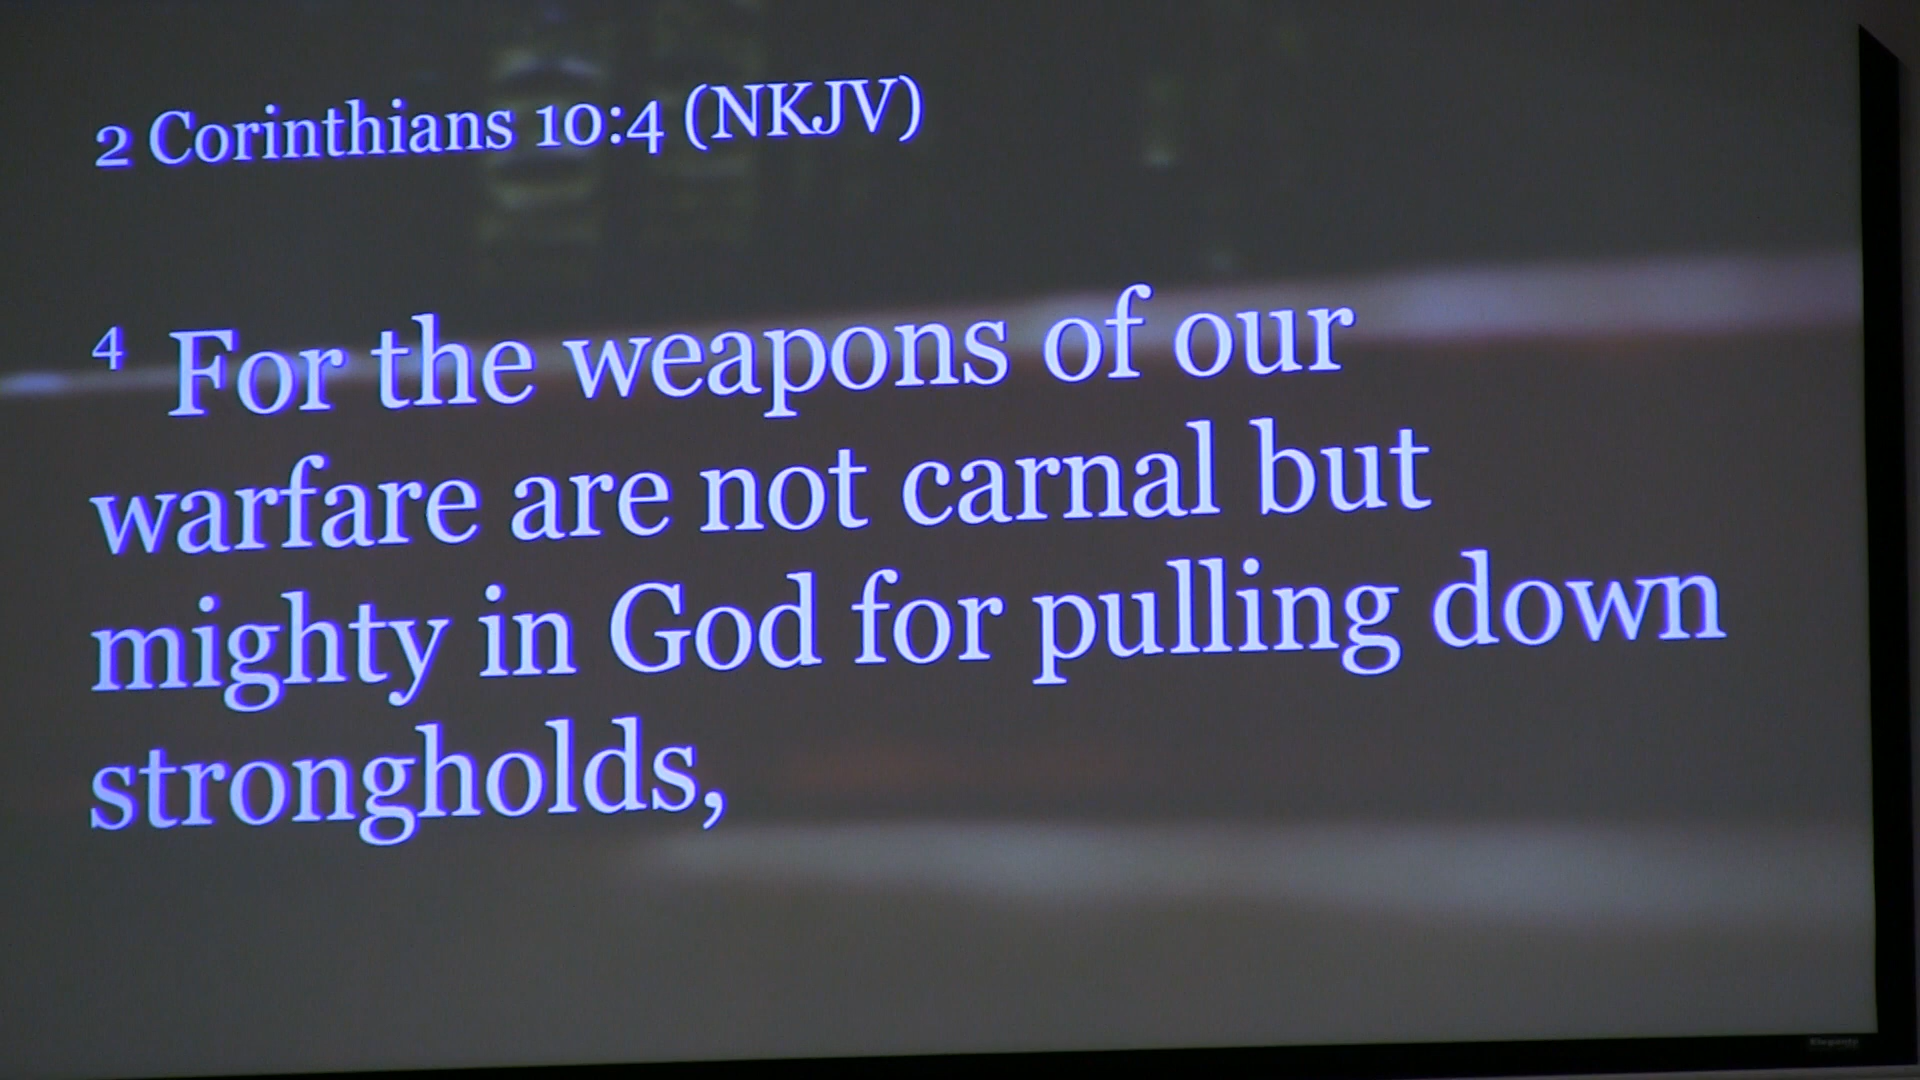 2 Corinthians 10:4 (NKJV)
4 For the weapons of our
warfare are not carnal but
mighty in God for pulling down
strongholds,